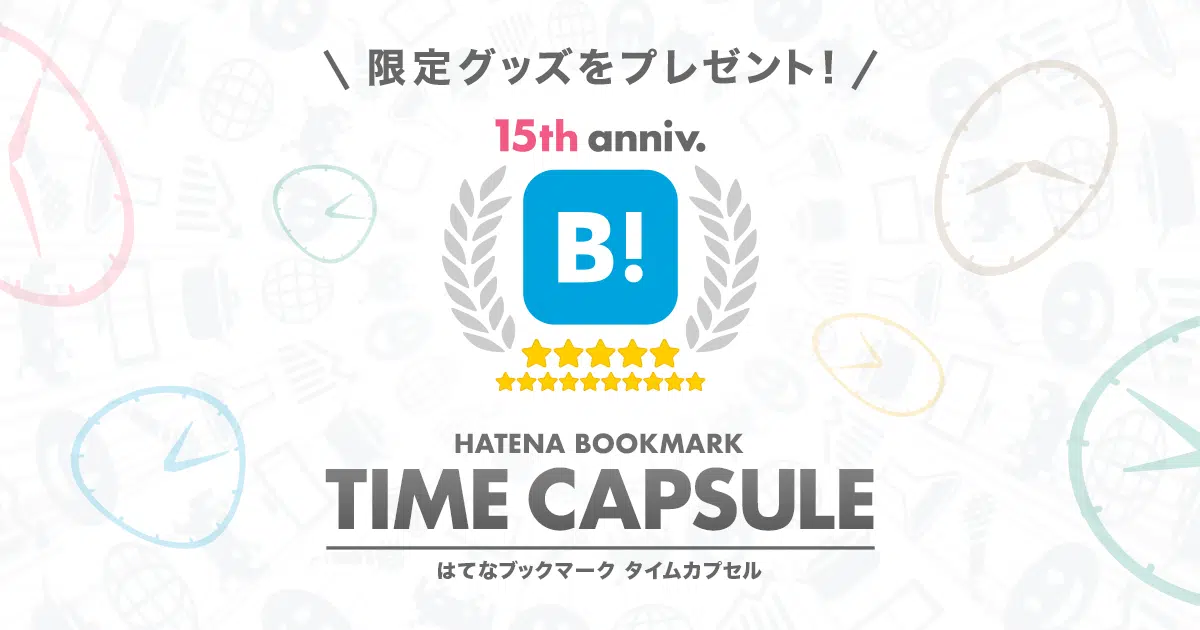 \ 限定グッズをプレゼント! /
15th anniv.
B!
HATENA BOOKMARK
TIME CAPSULE
はてなブックマーク タイムカプセル